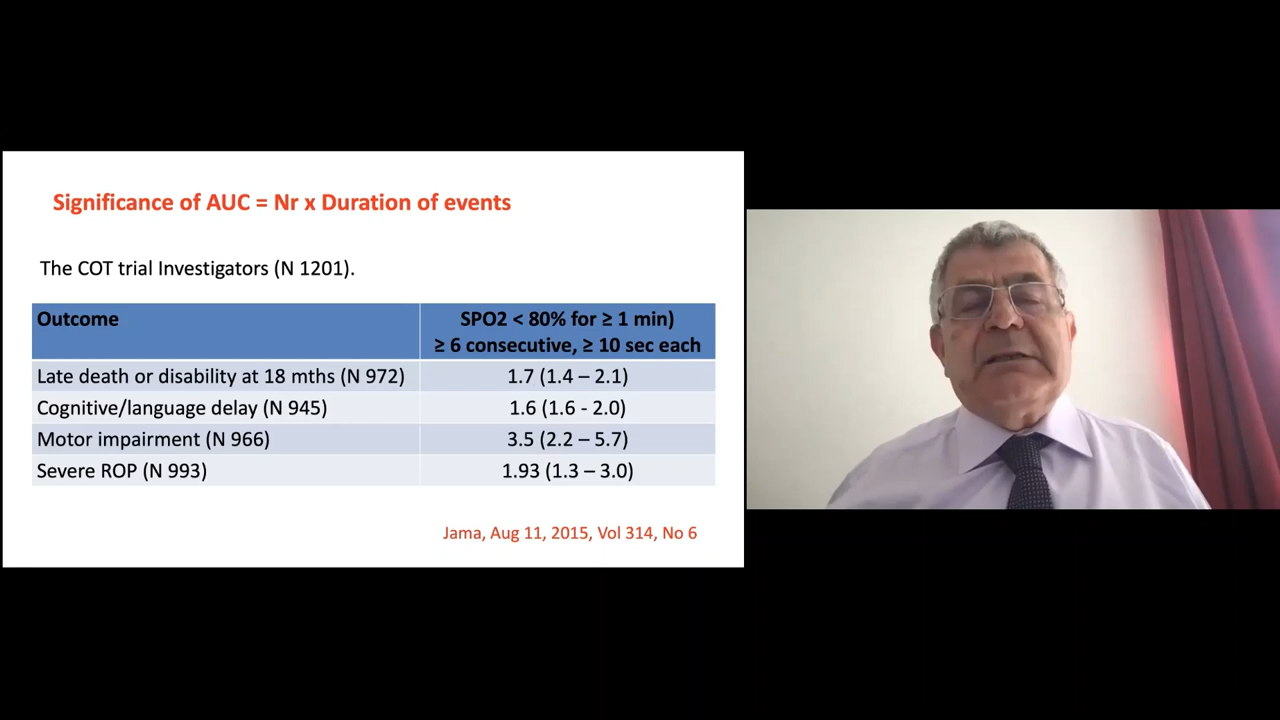 Significance of AUC = Nr x Duration of events
The COT trial Investigators (N 1201).
Outcome
SPO2 < 80% for ≥ 1 min)
≥ 6 consecutive, ≥ 10 sec each
Late death or disability at 18 mths (N 972)
1.7 (1.4 – 2.1)
Cognitive/language delay (N 945)
1.6 (1.6 - 2.0)
Motor impairment (N 966)
3.5 (2.2 – 5.7)
Severe ROP (N 993)
1.93 (1.3 – 3.0)
Jama, Aug 11, 2015, Vol 314, No 6